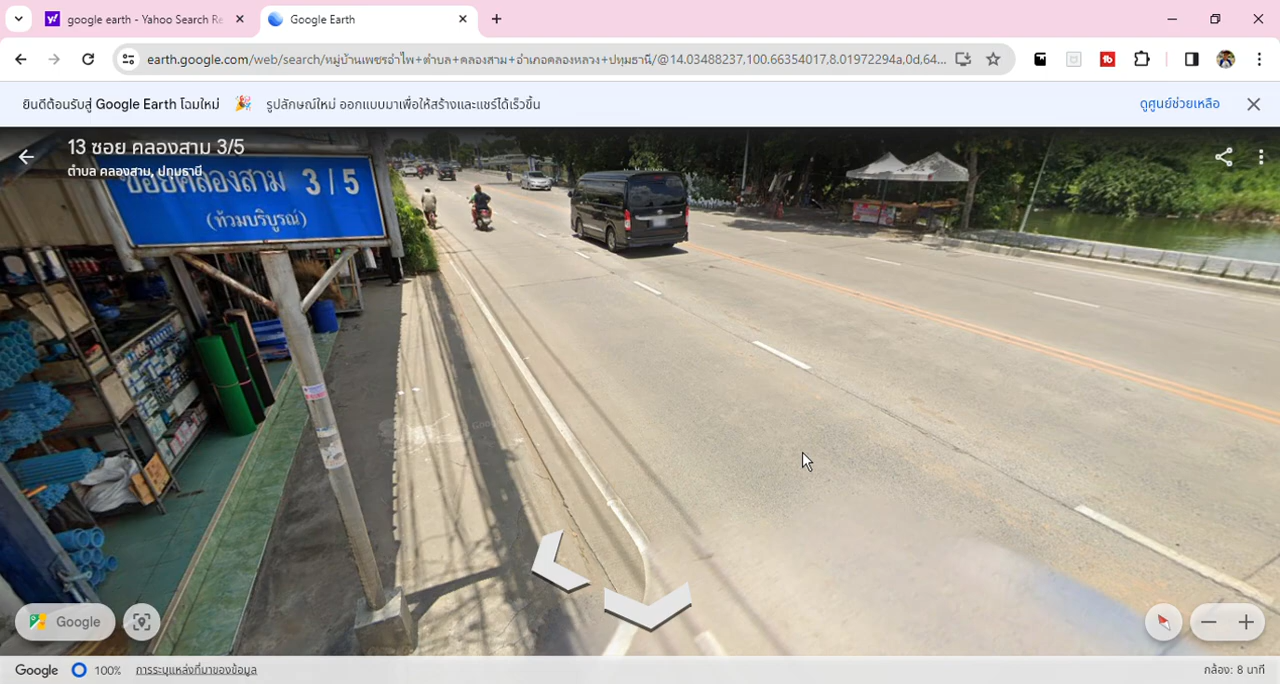 google earth - Yahoo Search Re
Google Earth
earth.google.com/web/search/หมู่บ้านเพชรอำไพ+ตำบล+คลองสาม+อำเภอคลองหลวง+ปทุมธานี/@14.03488237,100.66354017,8.01972294a,0d,64...
ยินดีต้อนรับสู่ Google Earth โฉมใหม่ 🎉 รูปลักษณ์ใหม่ ออกแบบมาเพื่อให้สร้างและแชร์ได้เร็วขึ้น
ดูศูนย์ช่วยเหลือ
13 ซอย คลองสาม 3/5
ตำบล คลองสาม, ปทุมธานี
ซอยคลองสาม 3/5
(ท้วมบริบูรณ์)
Google
Google 100% การระบุแหล่งที่มาของข้อมูล
กล้อง: 8 นาที